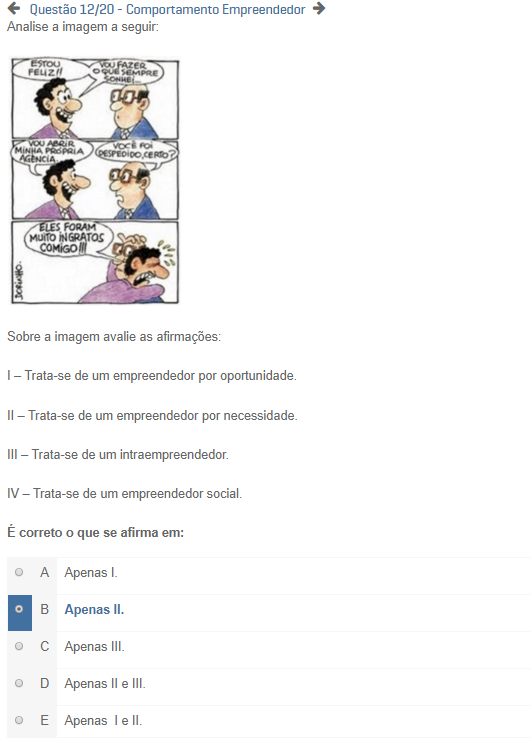 Questão 12/20 - Comportamento Empreendedor
Analise a imagem a seguir:
ESTOU
FELIZ!!
VOU FAZER
O QUE SEMPRE
SONHEI...
VOU ABRIR
MINHA PRÓPRIA
AGÊNCIA.
VOCÊ FOI
DESPEDIDO, CERTO?
ELES FORAM
MUITO INGRATOS
COMIGO!!!
DORINHO.
Sobre a imagem avalie as afirmações:
I – Trata-se de um empreendedor por oportunidade.
II – Trata-se de um empreendedor por necessidade.
III – Trata-se de um intraempreendedor.
IV – Trata-se de um empreendedor social.
É correto o que se afirma em:
A Apenas I.
B Apenas II.
C Apenas III.
D Apenas II e III.
E Apenas I e II.